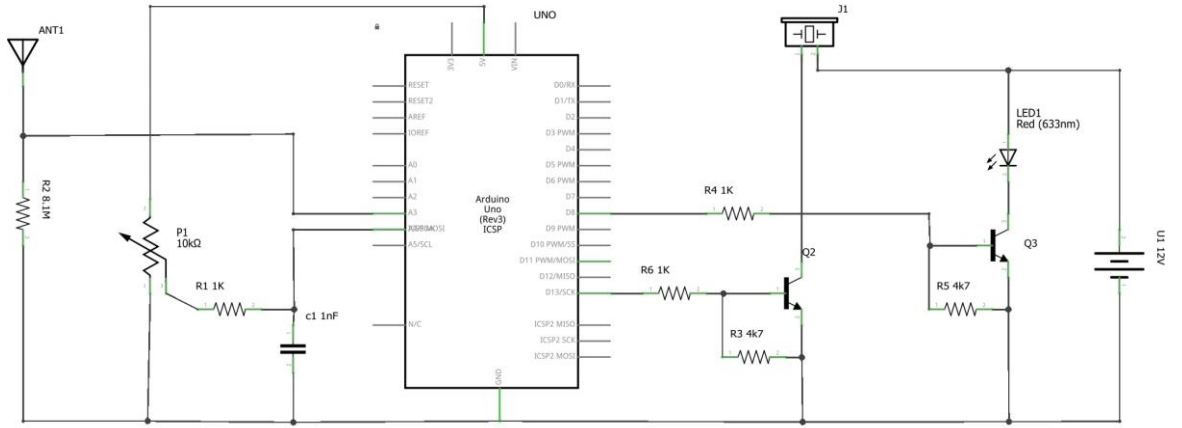 ANT1
UNO
J1
3V3
5V
VIN
RESET
RESET2
AREF
IOREF
A0
A1
A2
A3
A5/SCL
N/C
D0/RX
D1/TX
D2
D3 PWM
D4
D5 PWM
D6 PWM
D7
D8
D9 PWM
D10 PWM/SS
D11 PWM/MOSI
D12/MISO
D13/SCK
ICSP2 MISO
ICSP2 SCK
ICSP2 MOSI
GND
Arduino
Uno
(Rev3)
ICSP
R2 8.1M
P1
10kΩ
R1 1K
c1 1nF
R4 1K
R6 1K
Q2
R3 4k7
LED1
Red (633nm)
Q3
R5 4k7
U1 12V